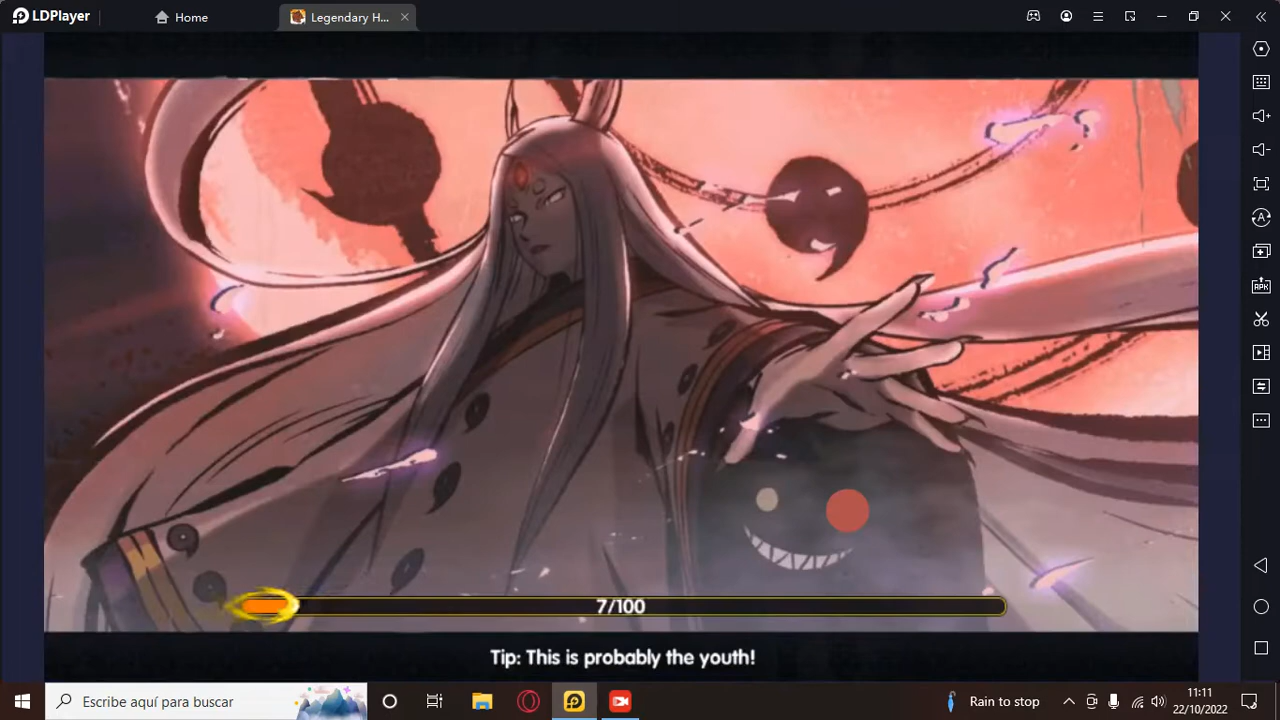 LDPlayer
Home
Legendary H...
7/100
Tip: This is probably the youth!
Escribe aquí para buscar
Rain to stop
11:11
22/10/2022
APK